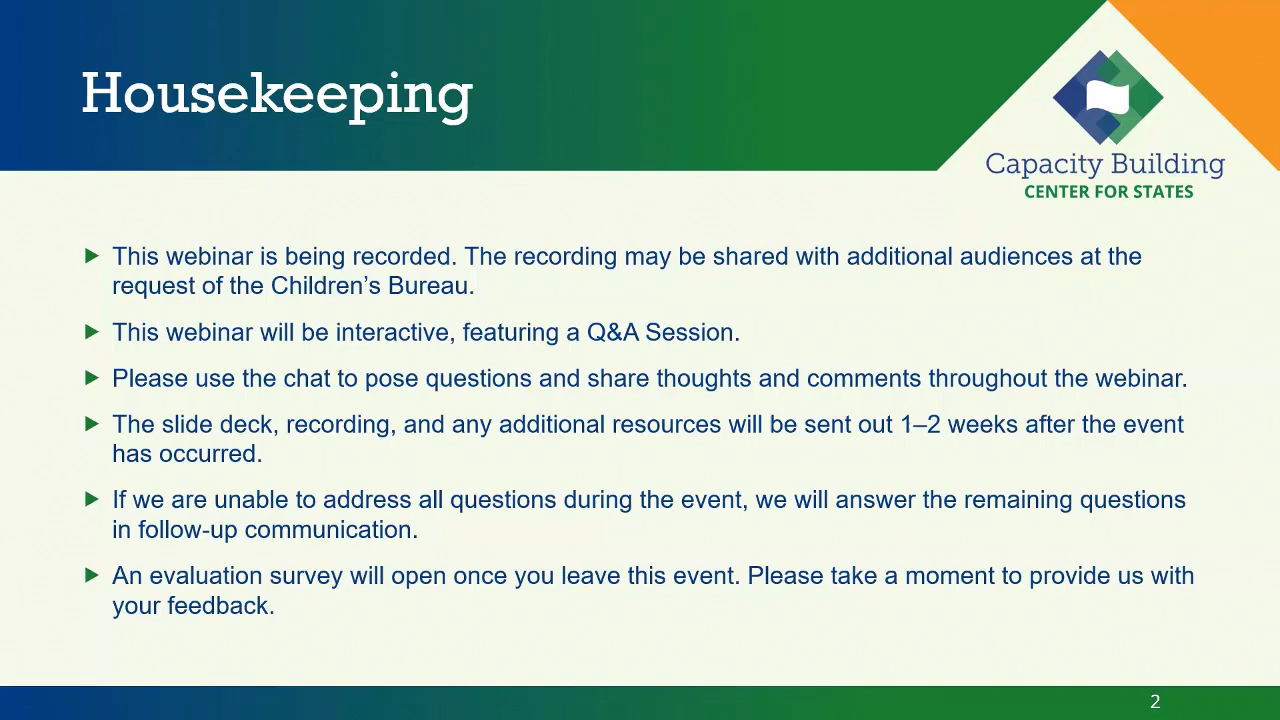 Housekeeping
Capacity Building
CENTER FOR STATES
This webinar is being recorded. The recording may be shared with additional audiences at the
request of the Children’s Bureau.
This webinar will be interactive, featuring a Q&A Session.
Please use the chat to pose questions and share thoughts and comments throughout the webinar.
The slide deck, recording, and any additional resources will be sent out 1–2 weeks after the event
has occurred.
If we are unable to address all questions during the event, we will answer the remaining questions
in follow-up communication.
An evaluation survey will open once you leave this event. Please take a moment to provide us with
your feedback.
2